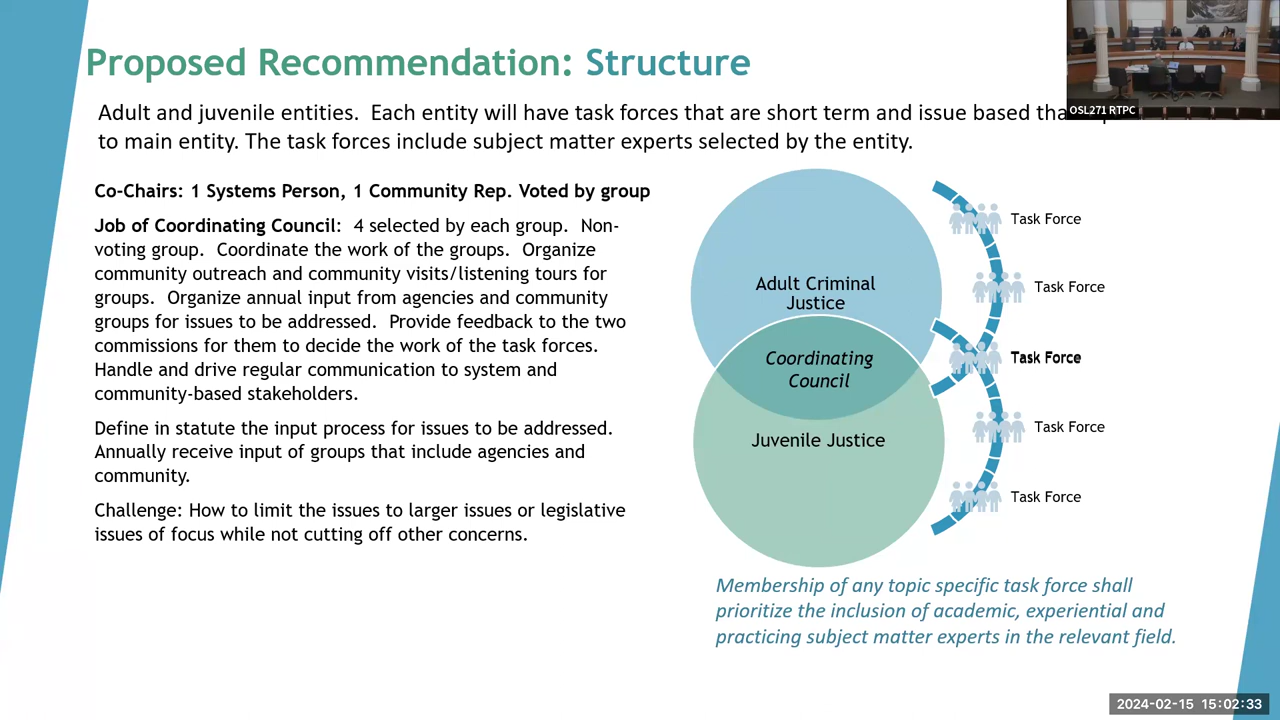 Proposed Recommendation: Structure
OSL271 RTPC
Adult and juvenile entities. Each entity will have task forces that are short term and issue based
to main entity. The task forces include subject matter experts selected by the entity.
Co-Chairs: 1 Systems Person, 1 Community Rep. Voted by group
Job of Coordinating Council: 4 selected by each group. Non-
voting group. Coordinate the work of the groups. Organize
community outreach and community visits/listening tours for
groups. Organize annual input from agencies and community
groups for issues to be addressed. Provide feedback to the two
commissions for them to decide the work of the task forces.
Handle and drive regular communication to system and
community-based stakeholders.
Define in statute the input process for issues to be addressed.
Annually receive input of groups that include agencies and
community.
Challenge: How to limit the issues to larger issues or legislative
issues of focus while not cutting off other concerns.
Adult Criminal
Justice
Coordinating
Council
Juvenile Justice
Task Force
Task Force
Task Force
Task Force
Task Force
Membership of any topic specific task force shall
prioritize the inclusion of academic, experiential and
practicing subject matter experts in the relevant field.
2024-02-15 15:02:33